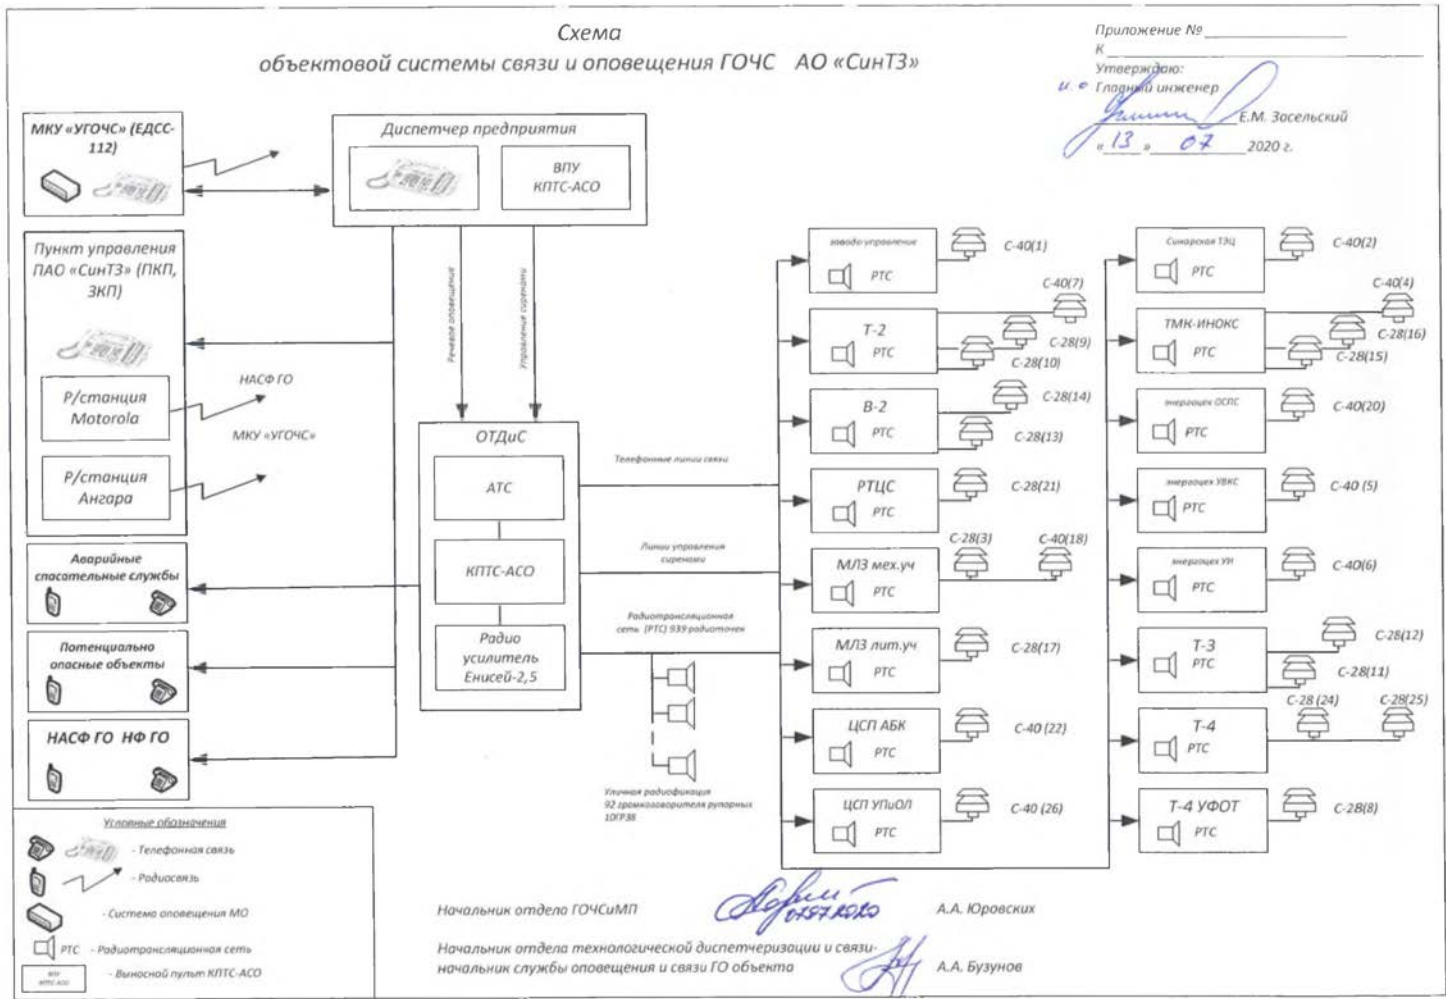 Схема
объектовой системы связи и оповещения ГОЧС АО «СинТЗ»
Приложение №
К
Утверждаю:
и.о Главный инженер
Е.М. Засельский
« 13 » 07 2020 г.
МКУ «УГОЧС» (ЕДСС-
112)
Диспетчер предприятия
ВПУ
КПТС-АСО
Пункт управления
ПАО «СинТЗ» (ПКП,
ЗКП)
Р/станция
Motorola
Р/станция
Ангара
НАСФ ГО
МКУ «УГОЧС»
Аварийные
спасательные службы
Потенциально
опасные объекты
НАСФ ГО НФ ГО
Речевое оповещение
Управление сиренами
ОТДиС
АТС
КПТС-АСО
Радио
усилитель
Енисей-2,5
Телефонные линии связи
Линии управления
сиренами
Радиотрансляционная
сеть (РТС) 939 радиоточек
Уличная радиофикация
92 громкоговорителя рупорных
10ГР38
заводоуправление
РТС
С-40(1)
Т-2
РТС
С-40(7)
С-28(9)
С-28(10)
В-2
РТС
С-28(14)
С-28(13)
РТЦС
РТС
С-28(21)
МЛЗ мех.уч
РТС
С-28(3)
С-40(18)
МЛЗ лит.уч
РТС
С-28(17)
ЦСП АБК
РТС
С-40 (22)
ЦСП УПиОЛ
РТС
С-40 (26)
Синарская ТЭЦ
РТС
С-40(2)
ТМК-ИНОКС
РТС
С-40(4)
С-28(16)
С-28(15)
энергоцех ОСПС
РТС
С-40(20)
энергоцех УВКС
РТС
С-40 (5)
энергоцех УН
РТС
С-40(6)
Т-3
РТС
С-28(12)
С-28(11)
Т-4
РТС
С-28 (24)
С-28(25)
Т-4 УФОТ
РТС
С-28(8)
Условные обозначения
- Телефонная связь
- Радиосвязь
- Система оповещения МО
РТС - Радиотрансляционная сеть
ВПУ
КПТС-АСО
- Выносной пульт КПТС-АСО
Начальник отдела ГОЧСиМП
07.07.2020
А.А. Юровских
Начальник отдела технологической диспетчеризации и связи-
начальник службы оповещения и связи ГО объекта
А.А. Бузунов